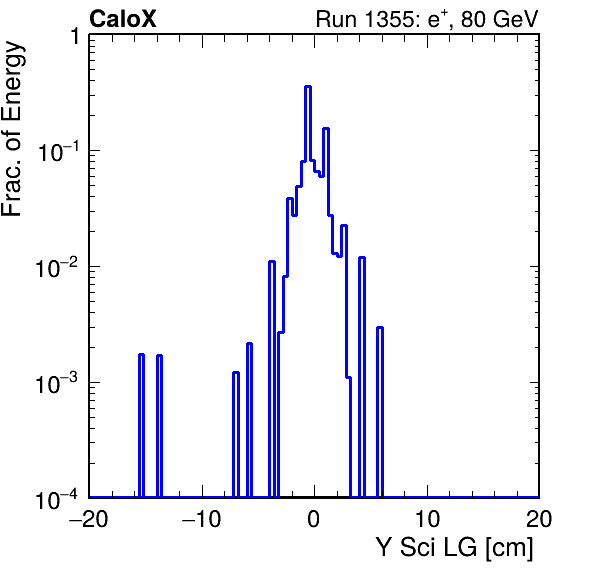 CaloX Run 1355: e⁺, 80 GeV
Frac. of Energy
1
10⁻¹
10⁻²
10⁻³
10⁻⁴
−20 −10 0 10 20
Y Sci LG [cm]